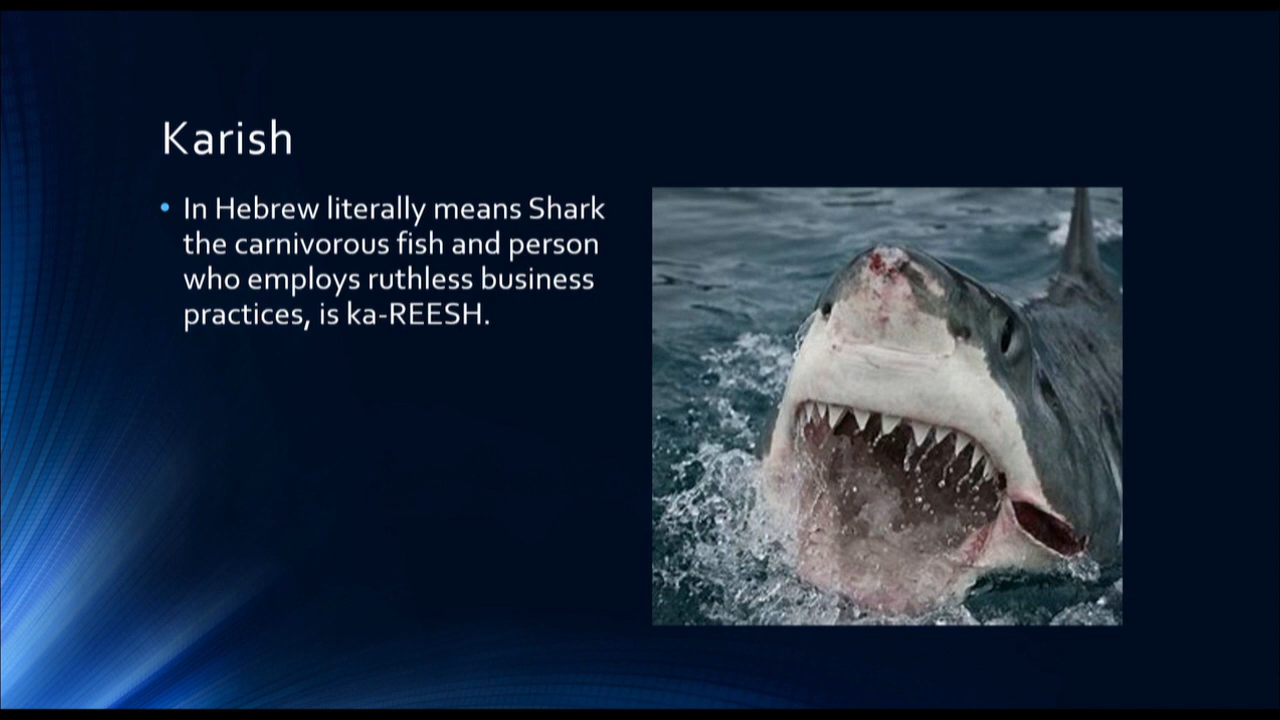 Karish
• In Hebrew literally means Shark
the carnivorous fish and person
who employs ruthless business
practices, is ka-REESH.